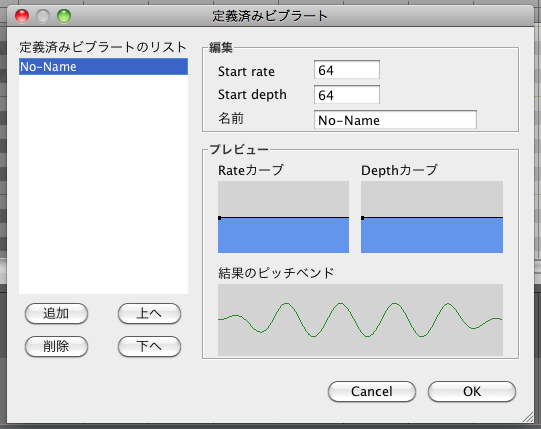 定義済みビブラート
定義済みビブラートのリスト
No-Name
追加
上へ
削除
下へ
編集
Start rate
64
Start depth
64
名前
No-Name
プレビュー
Rateカーブ
Depthカーブ
結果のピッチベンド
Cancel
OK